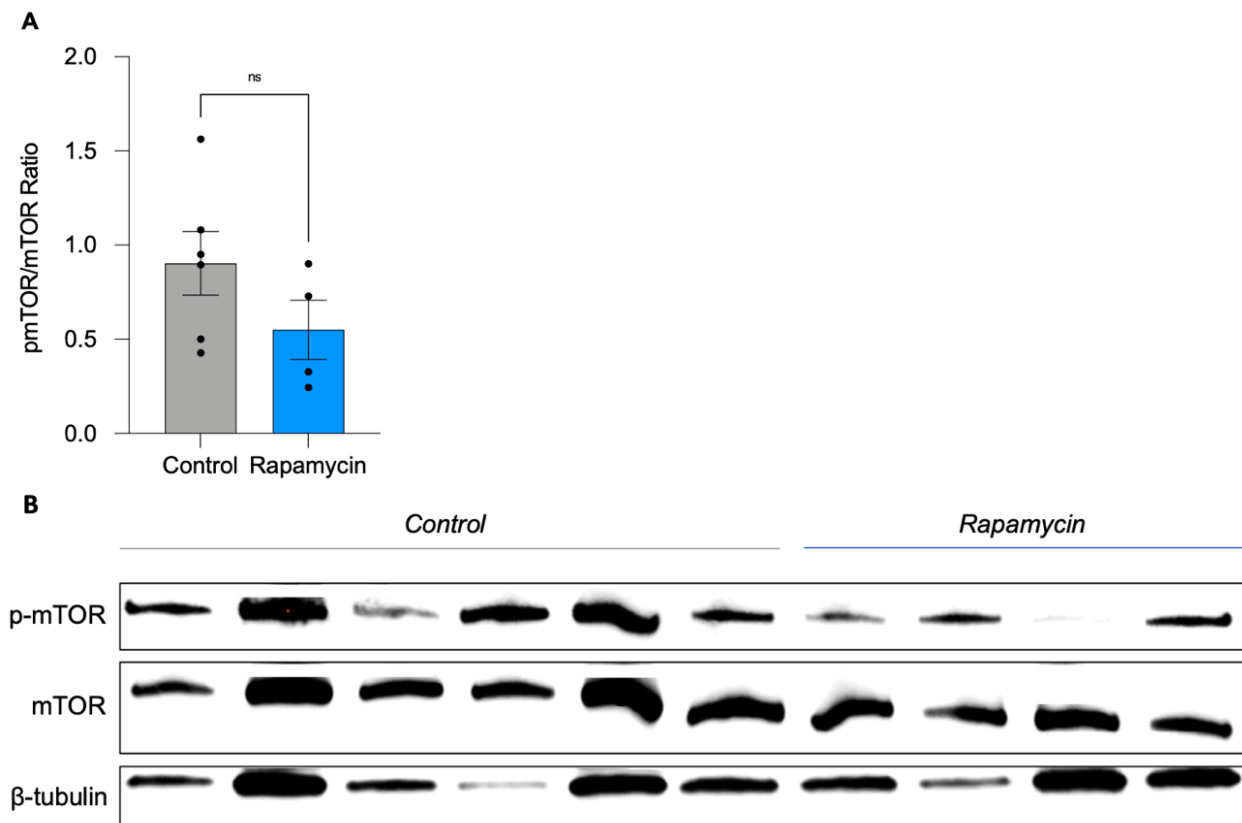 A
2.0
ns
1.5
1.0
0.5
0.0
pmTOR/mTOR Ratio
Control Rapamycin
B
Control Rapamycin
p-mTOR
mTOR
β-tubulin